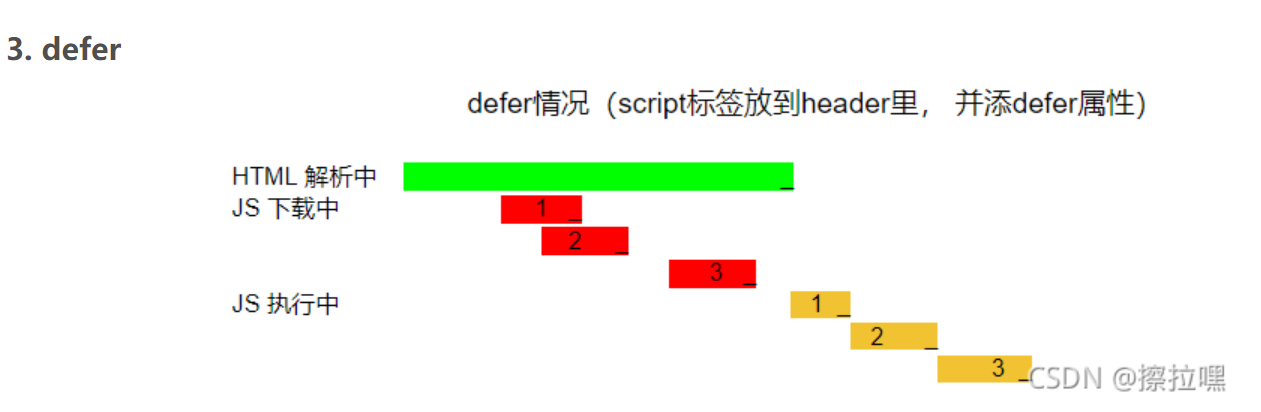 3. defer
defer情况（script标签放到header里， 并添defer属性）
HTML 解析中
JS 下载中
1 _
2 _
3 _
JS 执行中
1 _
2 _
3 _
CSDN @擦拉嘿